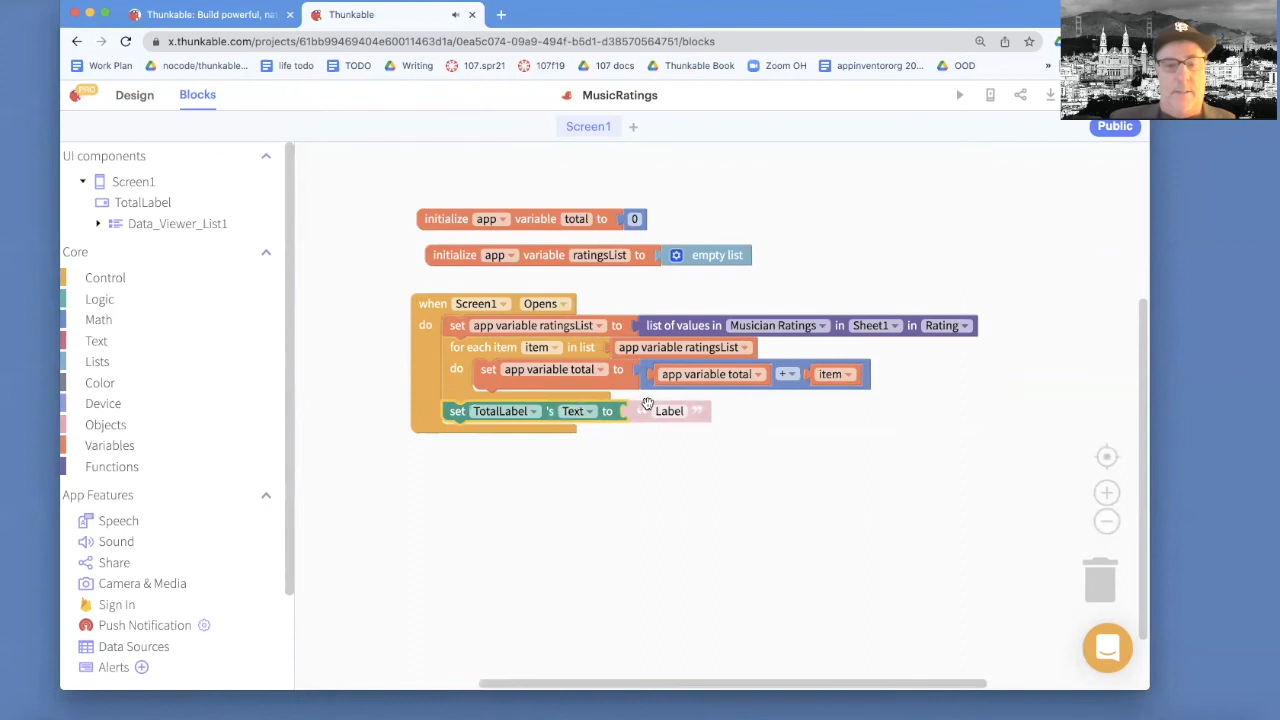 Thunkable: Build powerful, na
Thunkable
x.thunkable.com/projects/61bb99469404e60011463d1a/0ea5c074-09a9-494f-b5d1-d38570564751/blocks
Work Plan
nocode/thunkable...
life todo
TODO
Writing
107.spr21
107f19
107 docs
Thunkable Book
Zoom OH
appinventororg 20...
OOD
»
PRO
Design
Blocks
MusicRatings
Screen1
Public
UI components
Screen1
TotalLabel
Data_Viewer_List1
Core
Control
Logic
Math
Text
Lists
Color
Device
Objects
Variables
Functions
App Features
Speech
Sound
Share
Camera & Media
Sign In
Push Notification
Data Sources
Alerts
initialize app variable total to 0
initialize app variable ratingsList to empty list
when Screen1 Opens
do set app variable ratingsList to list of values in Musician Ratings in Sheet1 in Rating
for each item item in list app variable ratingsList
do set app variable total to app variable total + item
set TotalLabel 's Text to “ Label ”